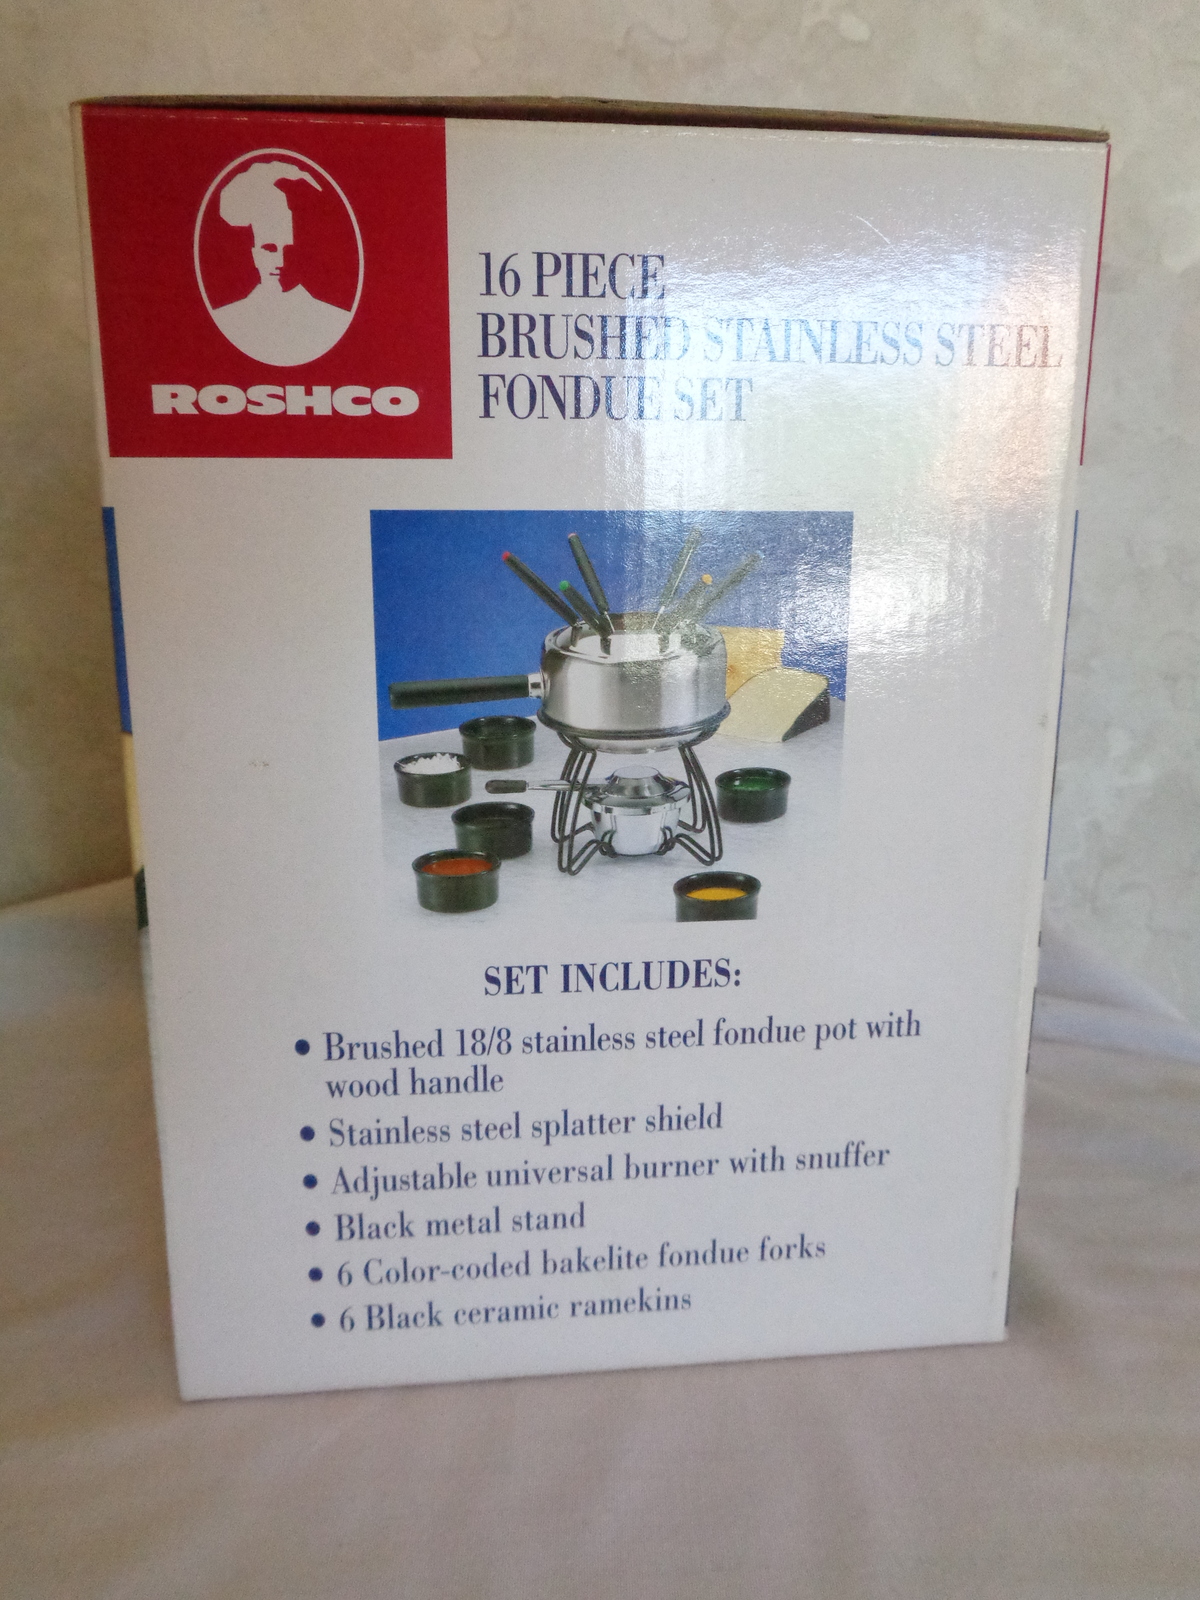 ROSHCO
16 PIECE
BRUSHED STAINLESS STEEL
FONDUE SET
SET INCLUDES:
• Brushed 18/8 stainless steel fondue pot with
wood handle
• Stainless steel splatter shield
• Adjustable universal burner with snuffer
• Black metal stand
• 6 Color-coded bakelite fondue forks
• 6 Black ceramic ramekins